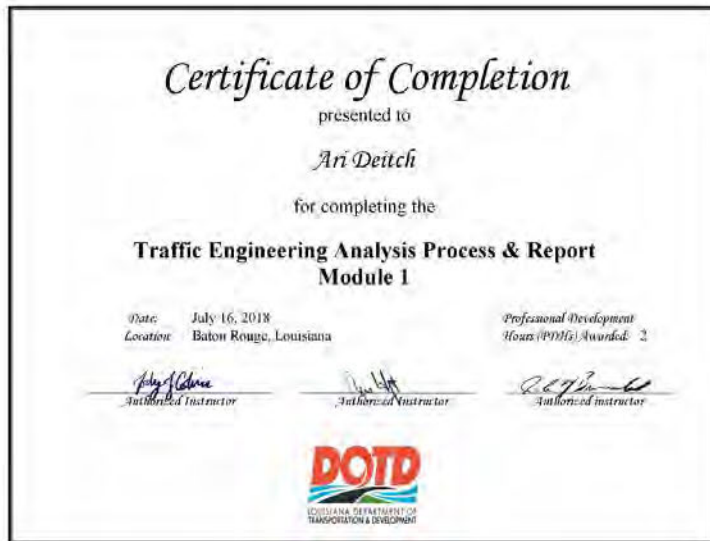 Certificate of Completion
presented to
Ari Deitch
for completing the
Traffic Engineering Analysis Process & Report
Module 1
Date: July 16, 2018
Location: Baton Rouge, Louisiana
Professional Development
Hours (PDHs) Awarded: 2
Authorized Instructor
Authorized Instructor
Authorized instructor
DOTD
LOUISIANA DEPARTMENT OF
TRANSPORTATION & DEVELOPMENT